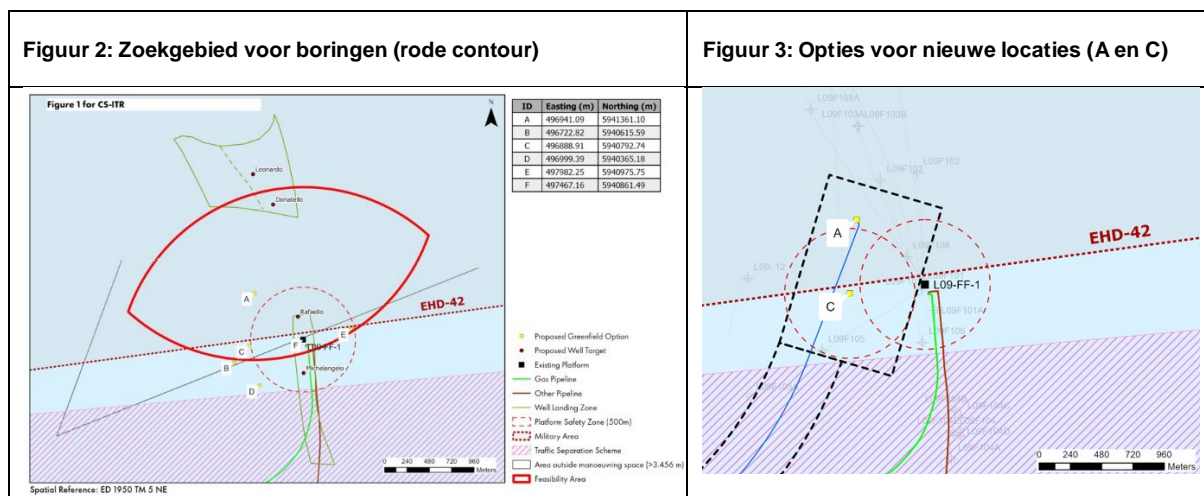 Figuur 2: Zoekgebied voor boringen (rode contour)
Figuur 3: Opties voor nieuwe locaties (A en C)
Figure 1 for CS-ITR
N
ID Easting (m) Northing (m)
A 496941.09 5941361.10
B 496722.82 5940615.59
C 496888.91 5940792.74
D 496999.39 5940365.18
E 497982.25 5940975.75
F 497467.16 5940861.49
Leonardo
Donatello
A
EHD-42
Rafaello
E
C
F
L09-FF-1
B
Michelangelo
D
Proposed Greenfield Option
Proposed Well Target
Existing Platform
Gas Pipeline
Other Pipeline
Well Landing Zone
Platform Safety Zone (500m)
Military Area
Traffic Separation Scheme
Area outside manoeuvring space (>3.456 m)
Feasibility Area
0 240 480 960
Meters
Spatial Reference: ED 1950 TM 5 NE
L09F108A
L09F103A
L09F103B
L09F102
A
EHD-42
L09- 12
L09-FF-1
C
L09F101A
L09F106
L09F105
0 240 480 960
Meters